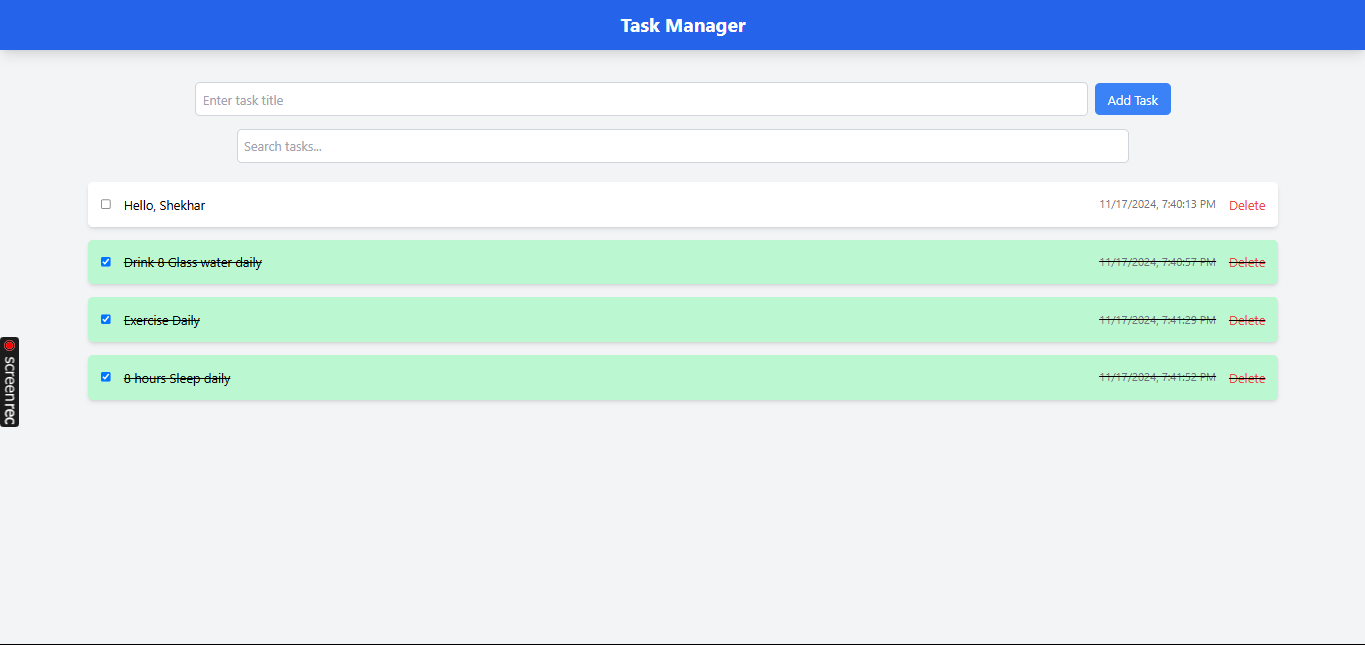 Task Manager
Enter task title
Add Task
Search tasks...
Hello, Shekhar 11/17/2024, 7:40:13 PM Delete
Drink 8 Glass water daily 11/17/2024, 7:40:57 PM Delete
Exercise Daily 11/17/2024, 7:41:29 PM Delete
8 hours Sleep daily 11/17/2024, 7:41:52 PM Delete
screenrec